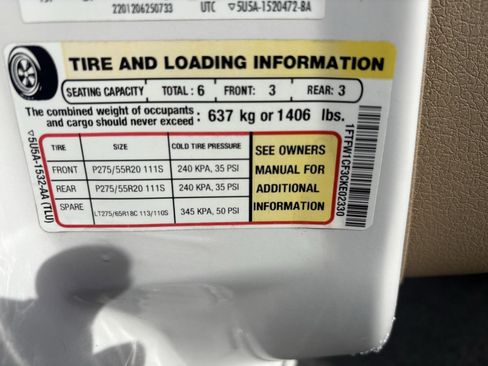 2201206250733 UTC ▽5U5A-1520472-BA
TIRE AND LOADING INFORMATION
SEATING CAPACITY TOTAL: 6 FRONT: 3 REAR: 3
The combined weight of occupants
and cargo should never exceed: 637 kg or 1406 lbs.
TIRE SIZE COLD TIRE PRESSURE SEE OWNERS
FRONT P275/55R20 111S 240 KPA, 35 PSI MANUAL FOR
REAR P275/55R20 111S 240 KPA, 35 PSI ADDITIONAL
SPARE LT275/65R18C 113/110S 345 KPA, 50 PSI INFORMATION
▽5U5A-1532-AA (TLU)
1FTFW1CF3CKE02330